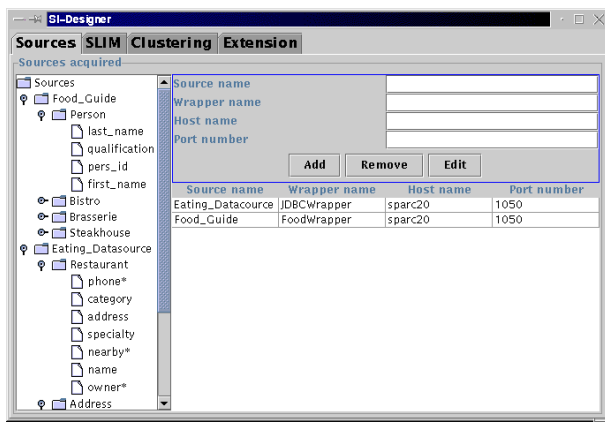 SI-Designer
Sources SLIM Clustering Extension
Sources acquired
Sources
Food_Guide
Person
last_name
qualification
pers_id
first_name
Bistro
Brasserie
Steakhouse
Eating_Datasource
Restaurant
phone*
category
address
specialty
nearby*
name
owner*
Address
Source name
Wrapper name
Host name
Port number
Add Remove Edit
Source name Wrapper name Host name Port number
Eating_Datacource JDBCWrapper sparc20 1050
Food_Guide FoodWrapper sparc20 1050